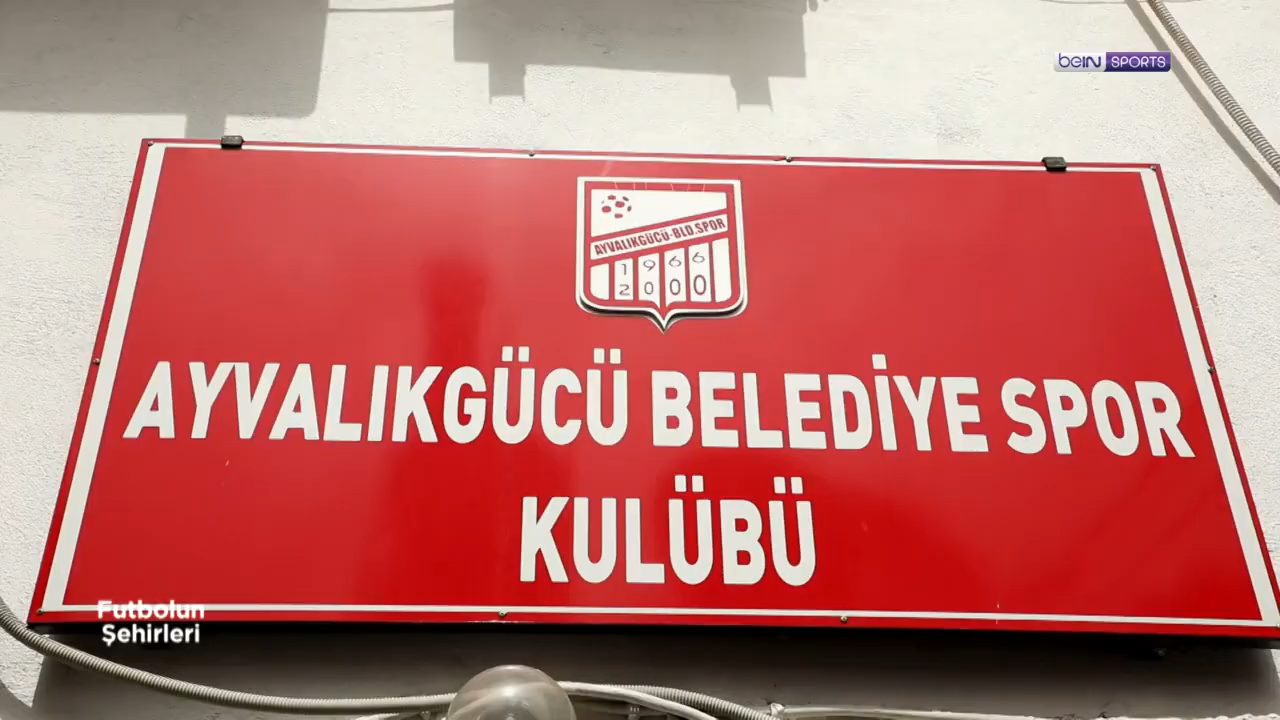 beIN SPORTS
AYVALIKGÜCÜ-BLD.SPOR
1966
2000
AYVALIKGÜCÜ BELEDİYE SPOR
KULÜBÜ
Futbolun
Şehirleri